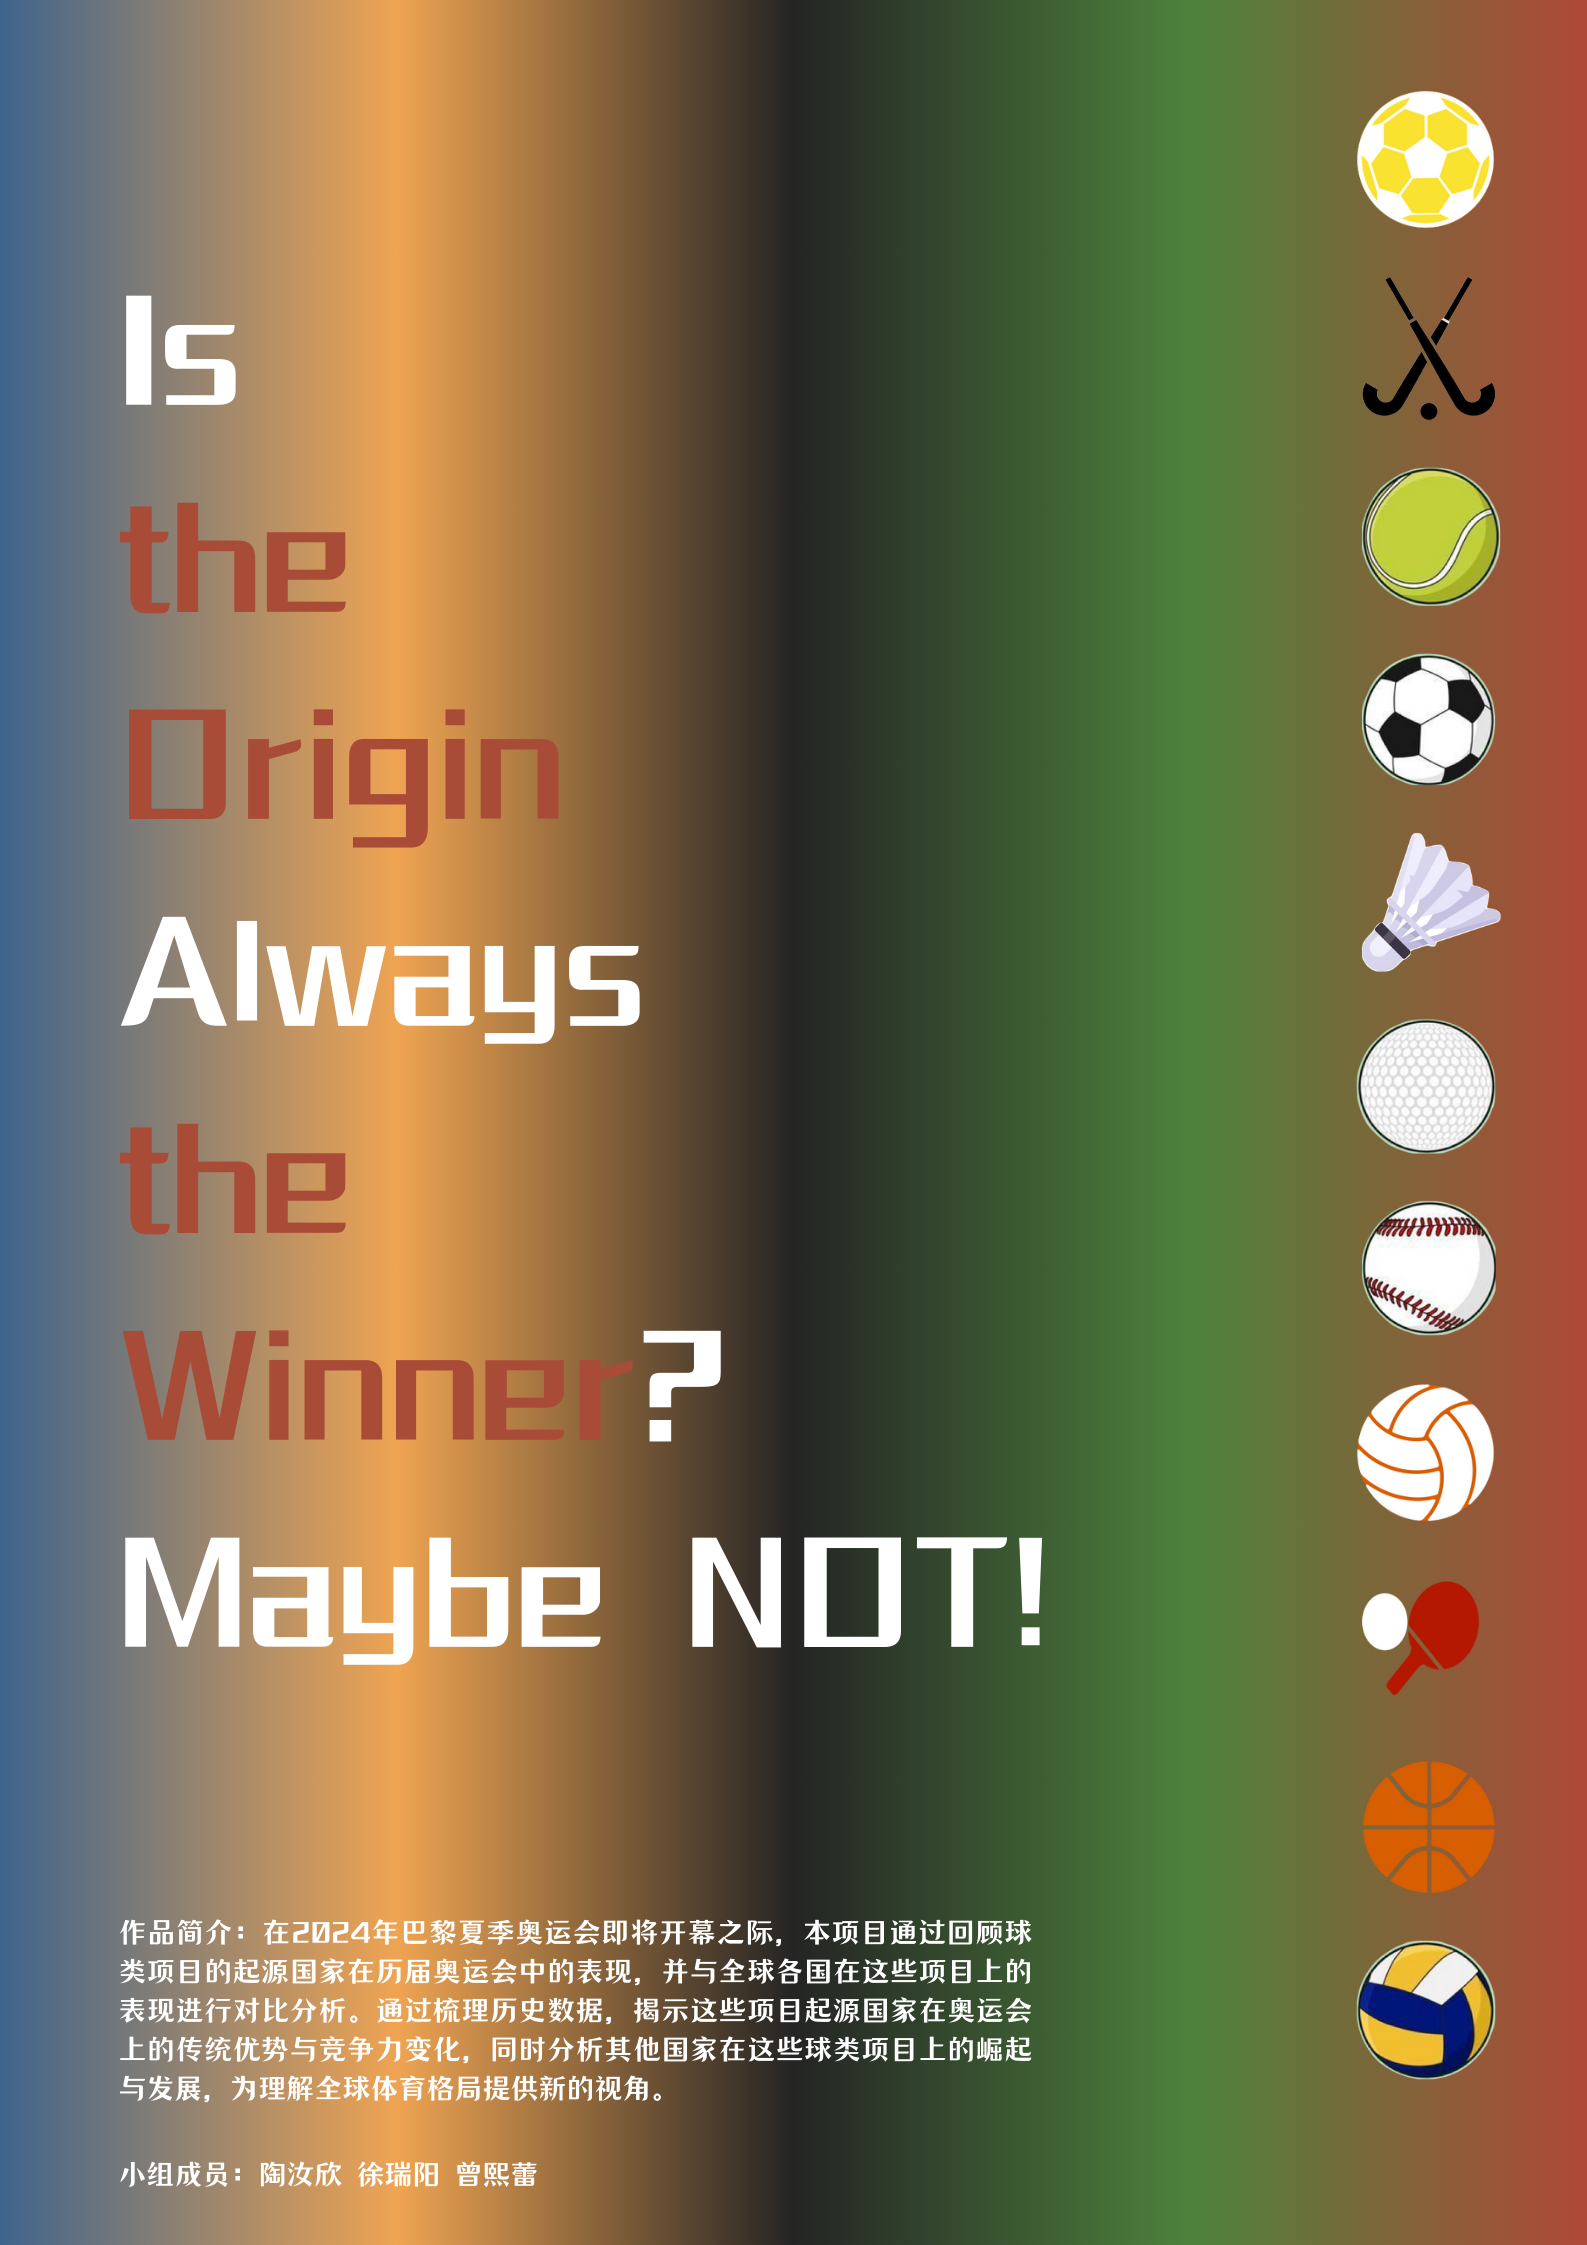 Is
the
Origin
Always
the
Winner?
Maybe NOT!
作品简介：在2024年巴黎夏季奥运会即将开幕之际，本项目通过回顾球
类项目的起源国家在历届奥运会中的表现，并与全球各国在这些项目上的
表现进行对比分析。通过梳理历史数据，揭示这些项目起源国家在奥运会
上的传统优势与竞争力变化，同时分析其他国家在这些球类项目上的崛起
与发展，为理解全球体育格局提供新的视角。
小组成员：陶汝欣 徐瑞阳 曾熙蕾